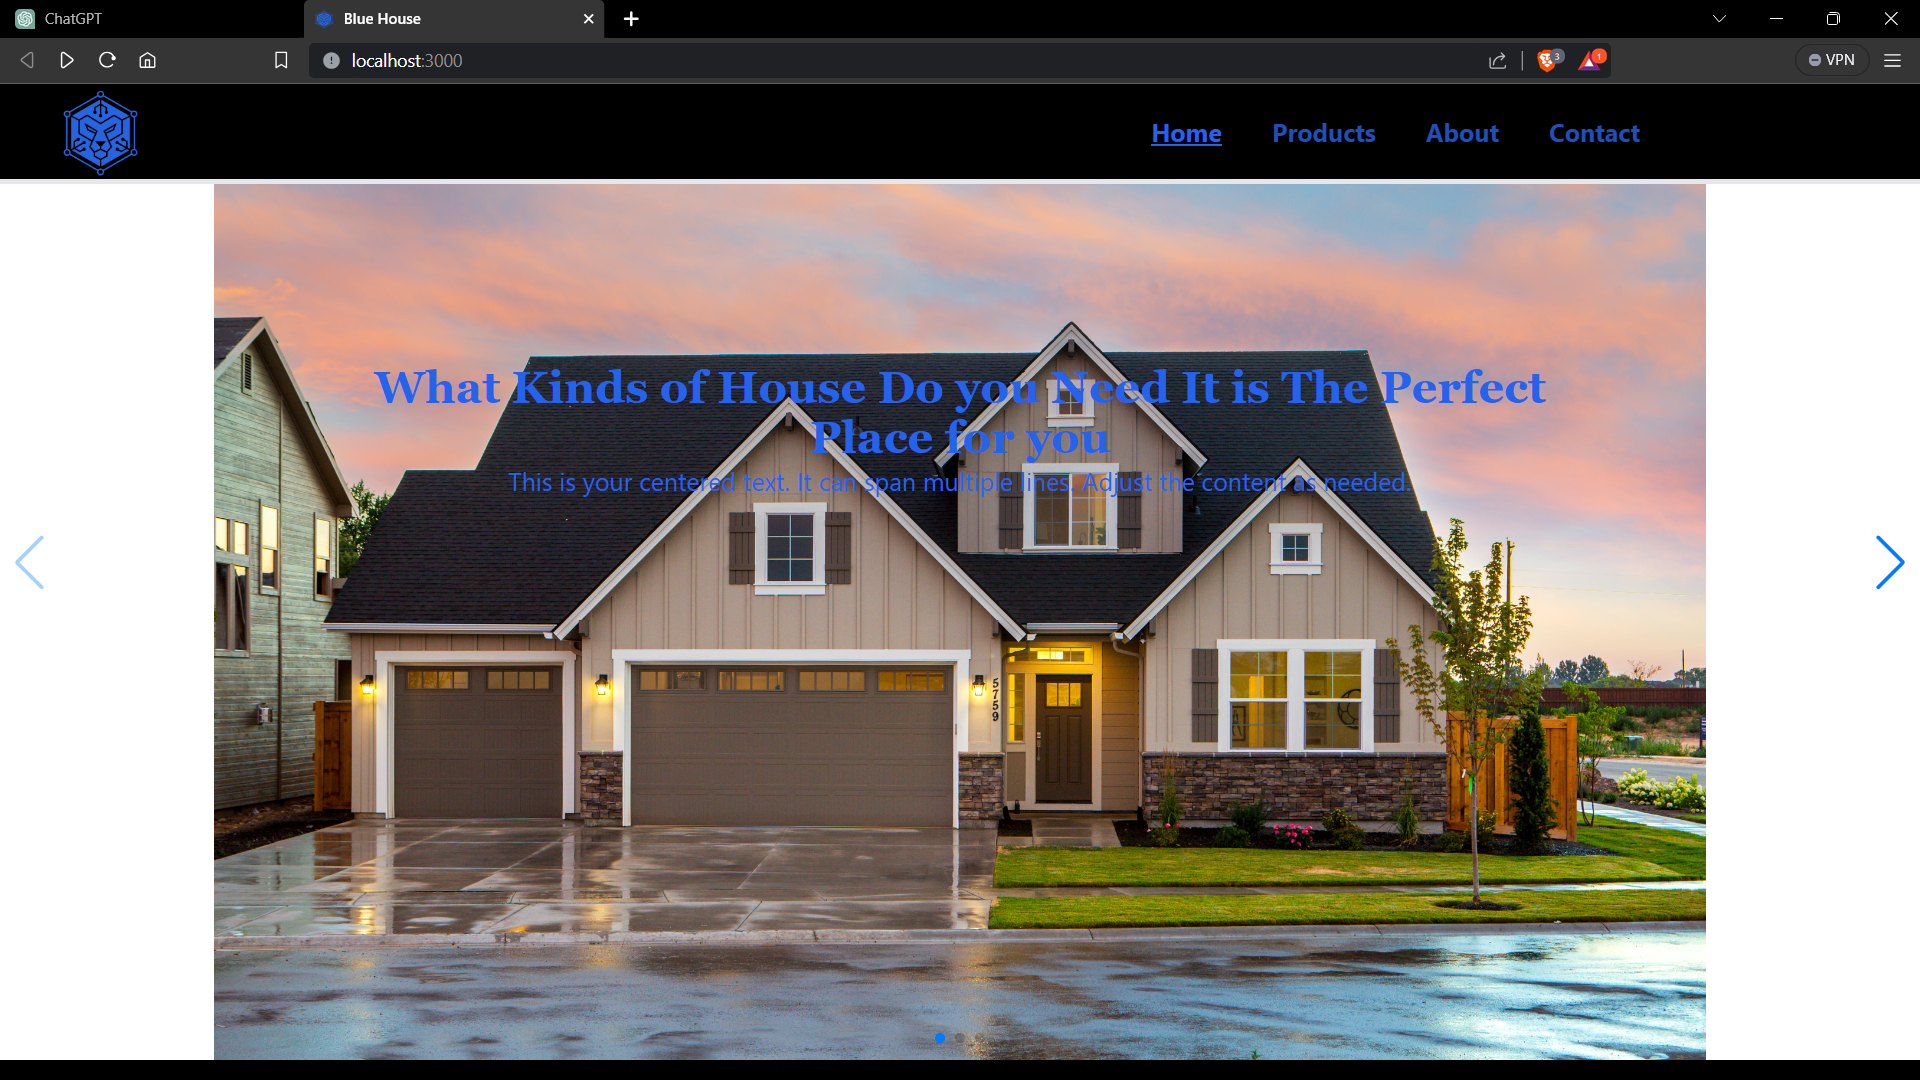 ChatGPT
Blue House
localhost:3000
3
1
VPN
Home Products About Contact
What Kinds of House Do you Need It is The Perfect
Place for you
This is your centered text. It can span multiple lines. Adjust the content as needed.
5759